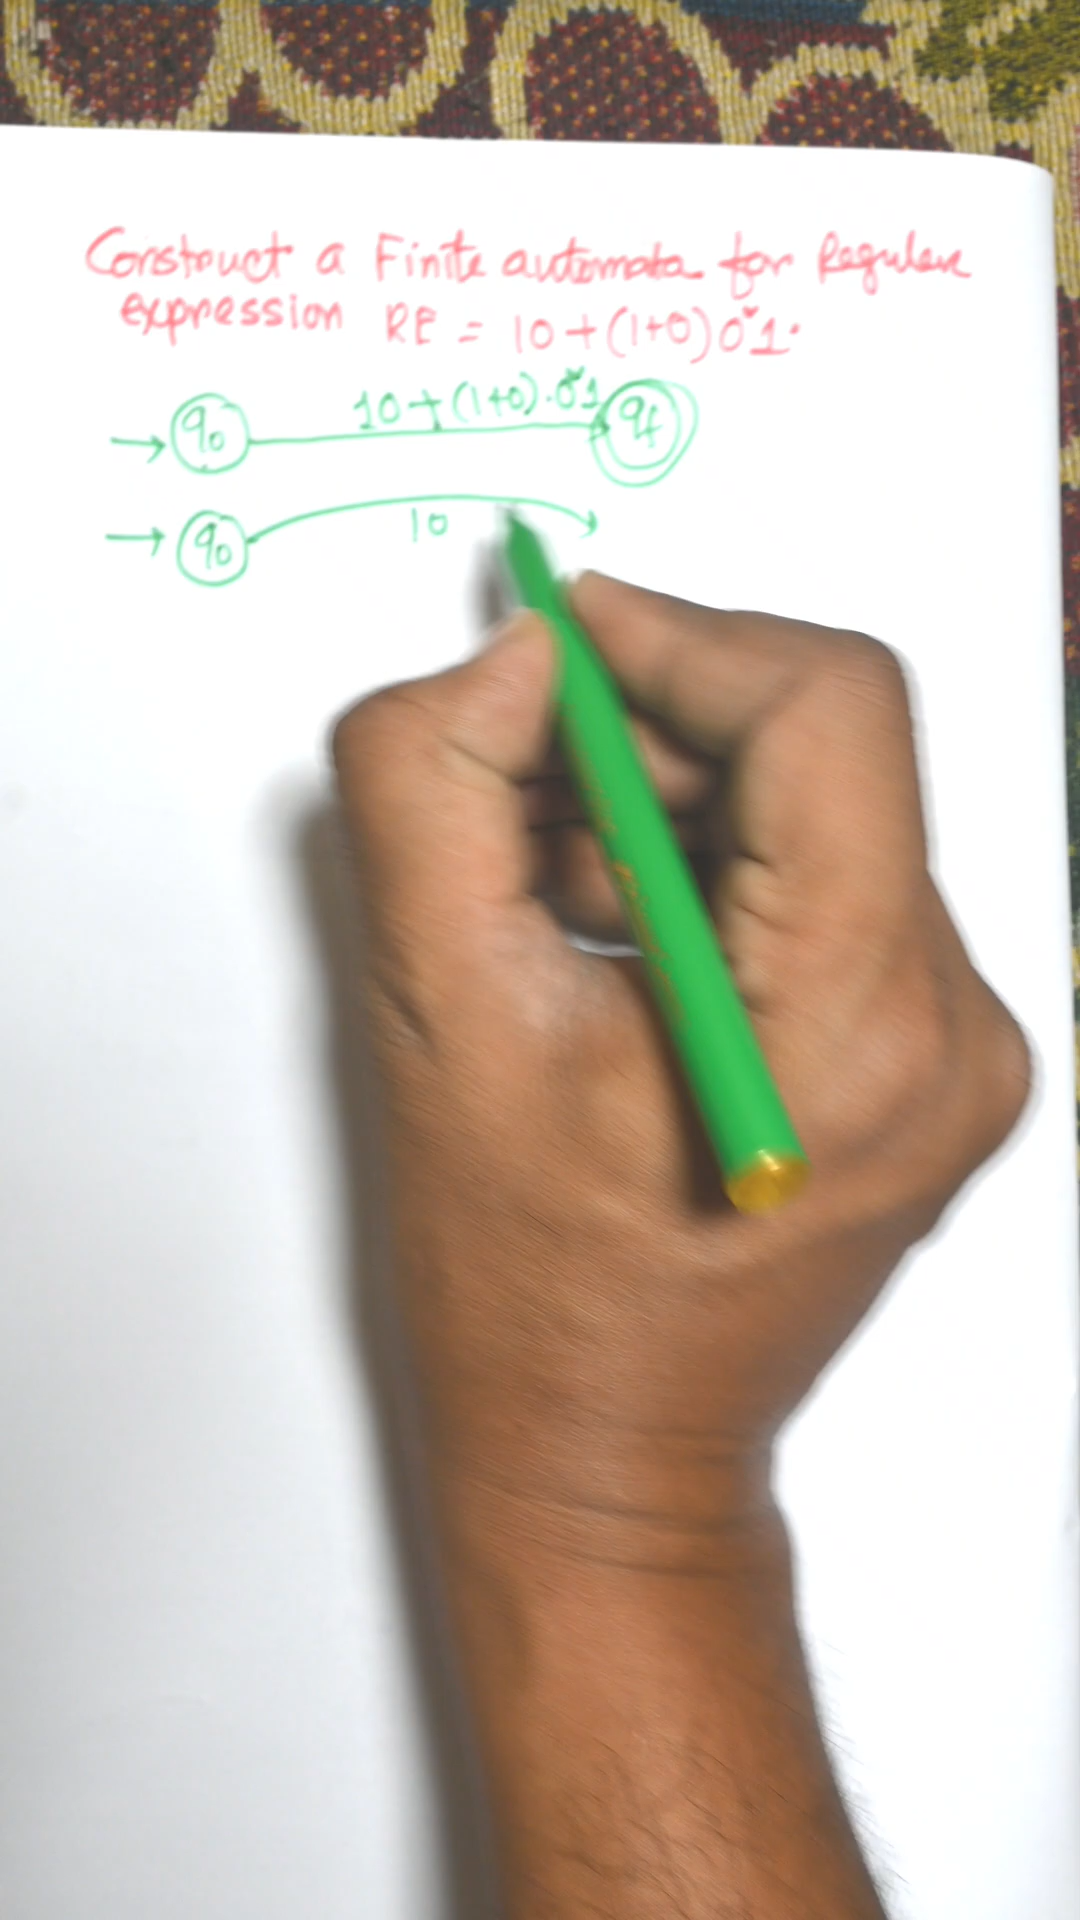 Construct a Finite automata for Regular
expression RE = 10+(1+0)0*1.
10+(1+0).0*1
q0
qf
10
q0